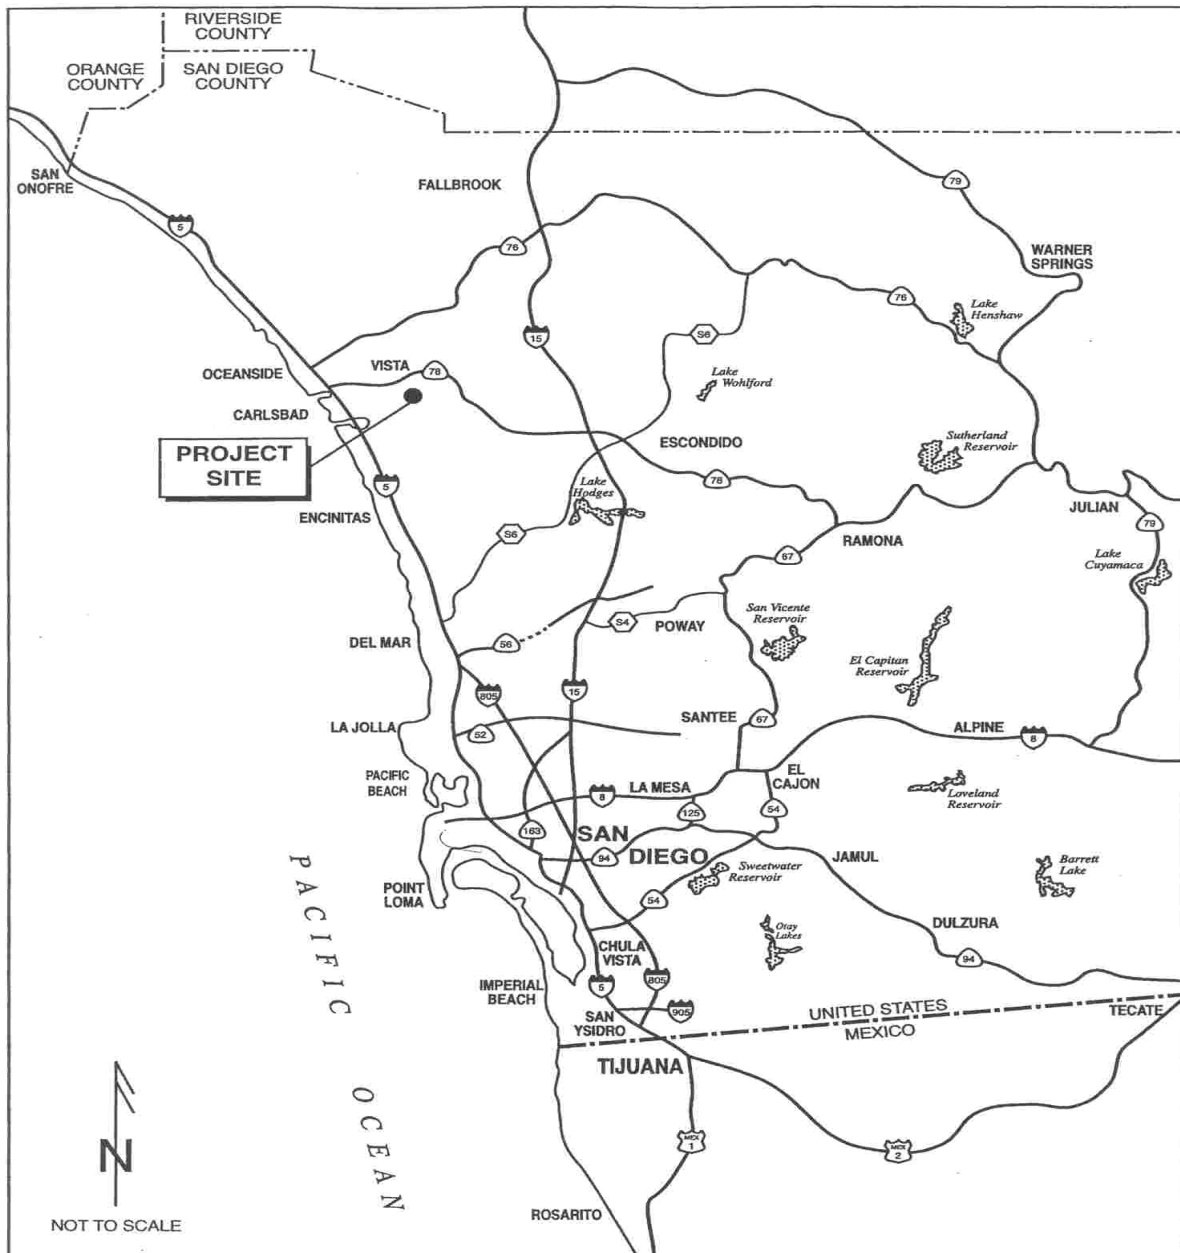 RIVERSIDE
COUNTY
ORANGE
COUNTY
SAN DIEGO
COUNTY
SAN
ONOFRE
FALLBROOK
79
5
76
WARNER
SPRINGS
76
Lake
Henshaw
15
S6
OCEANSIDE
VISTA
78
Lake
Wohlford
CARLSBAD
PROJECT
SITE
ESCONDIDO
Sutherland
Reservoir
5
Lake
Hodges
78
ENCINITAS
JULIAN
79
S6
RAMONA
67
Lake
Cuyamaca
San Vicente
Reservoir
DEL MAR
56
S4
POWAY
El Capitan
Reservoir
805
15
LA JOLLA
52
SANTEE
67
ALPINE
8
PACIFIC
BEACH
LA MESA
EL
CAJON
8
Loveland
Reservoir
125
54
163
SAN
DIEGO
94
JAMUL
Sweetwater
Reservoir
Barrett
Lake
POINT
LOMA
54
DULZURA
Otay
Lakes
CHULA
VISTA
94
IMPERIAL
BEACH
5
805
905
SAN
YSIDRO
UNITED STATES
MEXICO
TECATE
TIJUANA
PACIFIC
OCEAN
MEX
1
MEX
2
N
NOT TO SCALE
ROSARITO